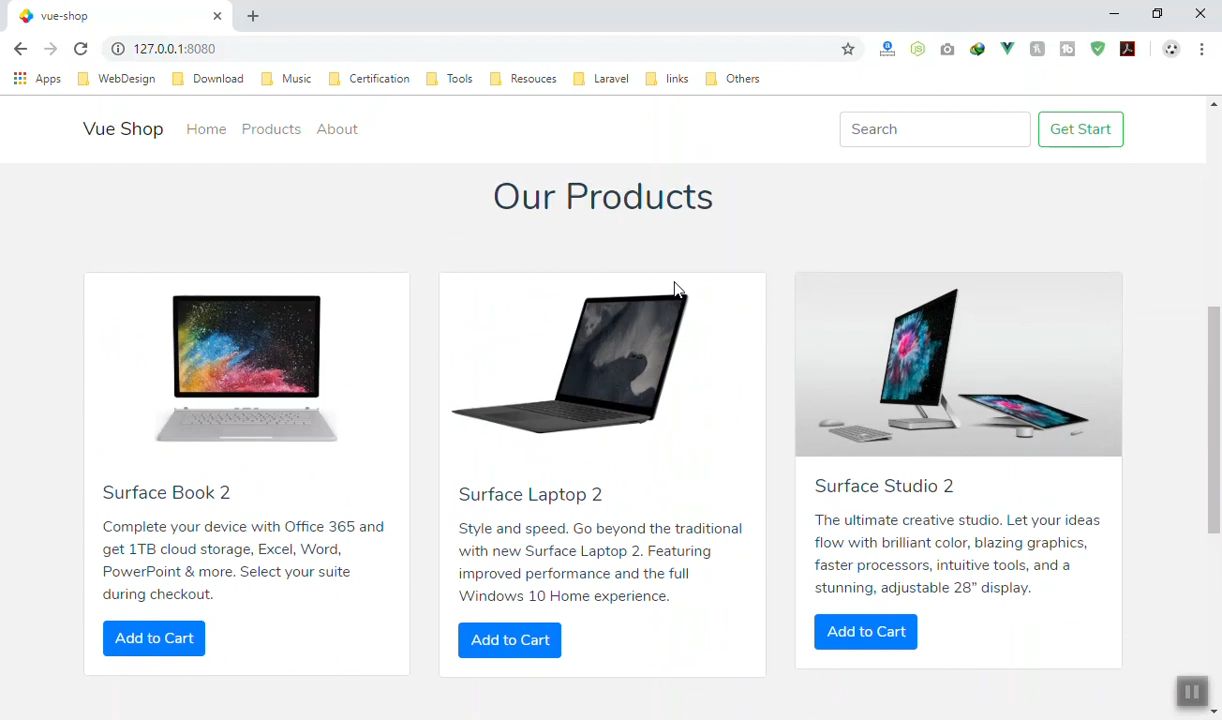 vue-shop
127.0.0.1:8080
Apps WebDesign Download Music Certification Tools Resouces Laravel links Others
Vue Shop Home Products About Search Get Start
Our Products
Surface Book 2
Complete your device with Office 365 and
get 1TB cloud storage, Excel, Word,
PowerPoint & more. Select your suite
during checkout.
Add to Cart
Surface Laptop 2
Style and speed. Go beyond the traditional
with new Surface Laptop 2. Featuring
improved performance and the full
Windows 10 Home experience.
Add to Cart
Surface Studio 2
The ultimate creative studio. Let your ideas
flow with brilliant color, blazing graphics,
faster processors, intuitive tools, and a
stunning, adjustable 28” display.
Add to Cart